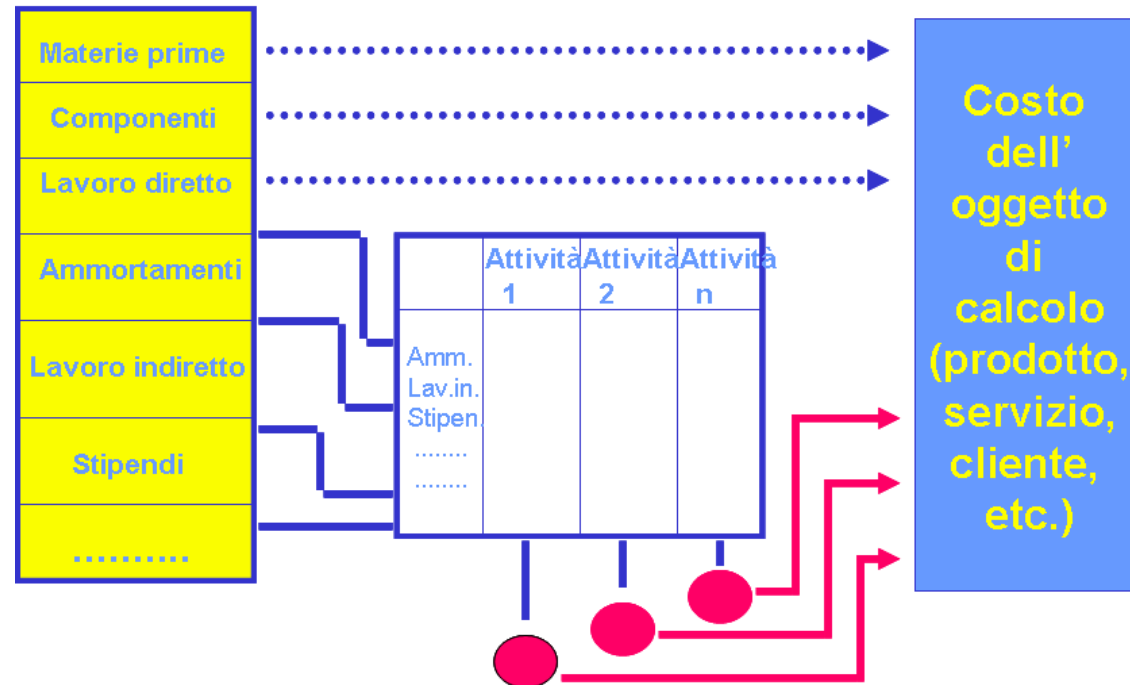 Materie prime
Componenti
Lavoro diretto
Ammortamenti
Lavoro indiretto
Stipendi
..........
Attività Attività Attività
1 2 n
Amm.
Lav.in.
Stipen.
........
........
Costo
dell'
oggetto
di
calcolo
(prodotto,
servizio,
cliente,
etc.)